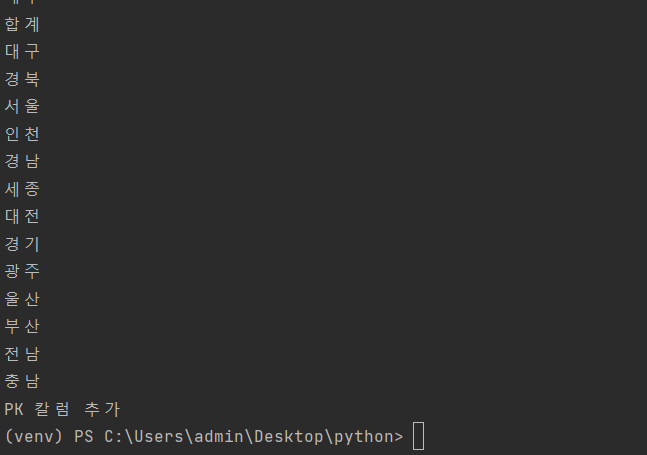 합계
대구
경북
서울
인천
경남
세종
대전
경기
광주
울산
부산
전남
충남
PK 칼럼 추가
(venv) PS C:\Users\admin\Desktop\python>